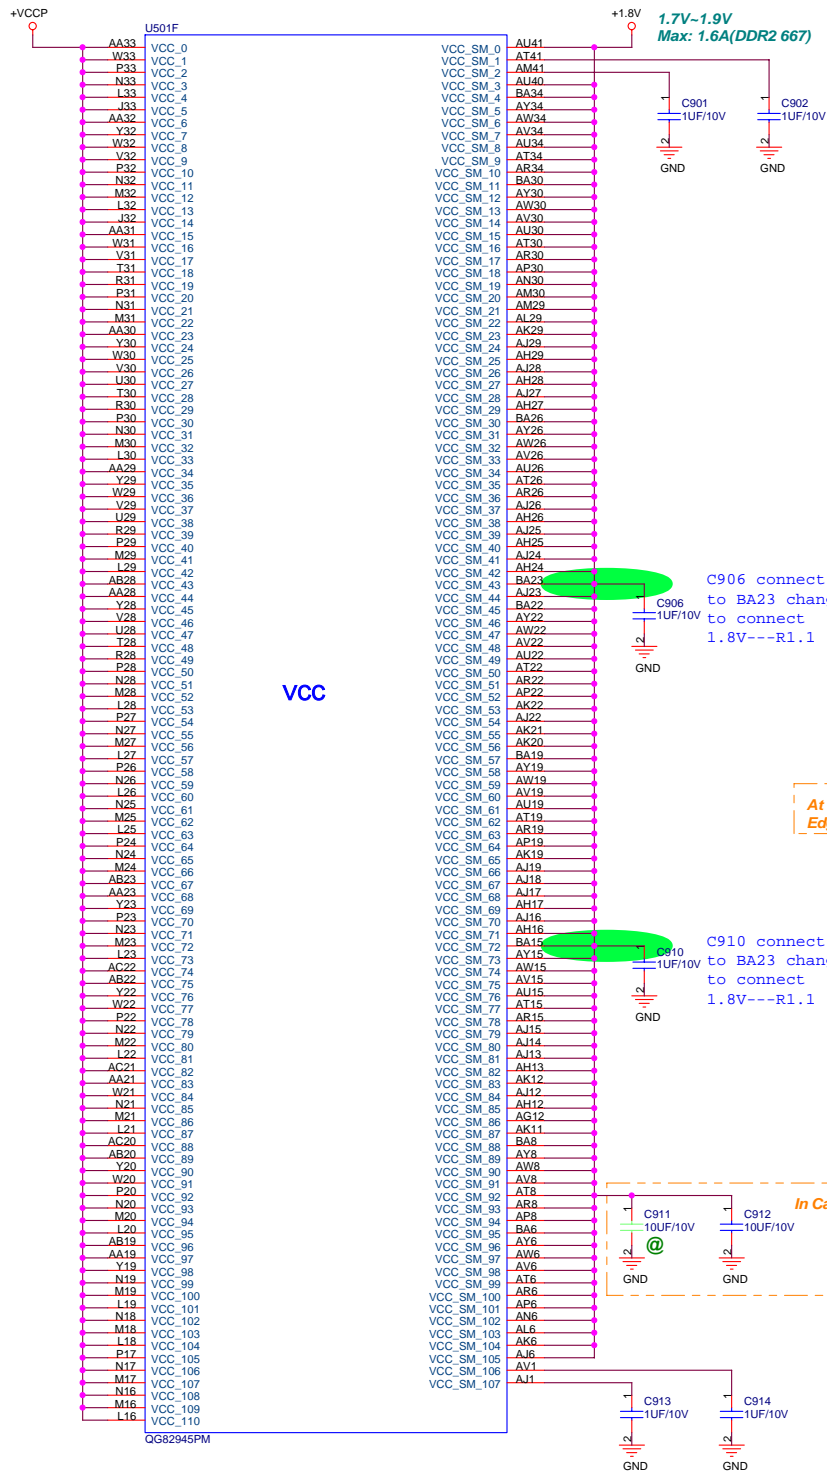 +VCCP
U501F
+1.8V
1.7V~1.9V
Max: 1.6A(DDR2 667)
AA33 VCC_0
W33 VCC_1
P33 VCC_2
N33 VCC_3
L33 VCC_4
J33 VCC_5
AA32 VCC_6
Y32 VCC_7
W32 VCC_8
V32 VCC_9
P32 VCC_10
N32 VCC_11
M32 VCC_12
L32 VCC_13
J32 VCC_14
AA31 VCC_15
W31 VCC_16
V31 VCC_17
T31 VCC_18
R31 VCC_19
P31 VCC_20
N31 VCC_21
M31 VCC_22
AA30 VCC_23
Y30 VCC_24
W30 VCC_25
V30 VCC_26
U30 VCC_27
T30 VCC_28
R30 VCC_29
P30 VCC_30
N30 VCC_31
M30 VCC_32
L30 VCC_33
AA29 VCC_34
Y29 VCC_35
W29 VCC_36
V29 VCC_37
U29 VCC_38
R29 VCC_39
P29 VCC_40
M29 VCC_41
L29 VCC_42
AB28 VCC_43
AA28 VCC_44
Y28 VCC_45
V28 VCC_46
U28 VCC_47
T28 VCC_48
R28 VCC_49
P28 VCC_50
N28 VCC_51
M28 VCC_52
L28 VCC_53
P27 VCC_54
N27 VCC_55
M27 VCC_56
L27 VCC_57
P26 VCC_58
N26 VCC_59
L26 VCC_60
N25 VCC_61
M25 VCC_62
L25 VCC_63
P24 VCC_64
N24 VCC_65
M24 VCC_66
AB23 VCC_67
AA23 VCC_68
Y23 VCC_69
P23 VCC_70
N23 VCC_71
M23 VCC_72
L23 VCC_73
AC22 VCC_74
AB22 VCC_75
Y22 VCC_76
W22 VCC_77
P22 VCC_78
N22 VCC_79
M22 VCC_80
L22 VCC_81
AC21 VCC_82
AA21 VCC_83
W21 VCC_84
N21 VCC_85
M21 VCC_86
L21 VCC_87
AC20 VCC_88
AB20 VCC_89
Y20 VCC_90
W20 VCC_91
P20 VCC_92
N20 VCC_93
M20 VCC_94
L20 VCC_95
AB19 VCC_96
AA19 VCC_97
Y19 VCC_98
N19 VCC_99
M19 VCC_100
L19 VCC_101
N18 VCC_102
M18 VCC_103
L18 VCC_104
P17 VCC_105
N17 VCC_106
M17 VCC_107
N16 VCC_108
M16 VCC_109
L16 VCC_110
VCC
QG82945PM
VCC_SM_0 AU41
VCC_SM_1 AT41
VCC_SM_2 AM41
VCC_SM_3 AU40
VCC_SM_4 BA34
VCC_SM_5 AY34
VCC_SM_6 AW34
VCC_SM_7 AV34
VCC_SM_8 AU34
VCC_SM_9 AT34
VCC_SM_10 AR34
VCC_SM_11 BA30
VCC_SM_12 AY30
VCC_SM_13 AW30
VCC_SM_14 AV30
VCC_SM_15 AU30
VCC_SM_16 AT30
VCC_SM_17 AR30
VCC_SM_18 AP30
VCC_SM_19 AN30
VCC_SM_20 AM30
VCC_SM_21 AM29
VCC_SM_22 AL29
VCC_SM_23 AK29
VCC_SM_24 AJ29
VCC_SM_25 AH29
VCC_SM_26 AJ28
VCC_SM_27 AH28
VCC_SM_28 AJ27
VCC_SM_29 AH27
VCC_SM_30 BA26
VCC_SM_31 AY26
VCC_SM_32 AW26
VCC_SM_33 AV26
VCC_SM_34 AU26
VCC_SM_35 AT26
VCC_SM_36 AR26
VCC_SM_37 AJ26
VCC_SM_38 AH26
VCC_SM_39 AJ25
VCC_SM_40 AH25
VCC_SM_41 AJ24
VCC_SM_42 AH24
VCC_SM_43 BA23
VCC_SM_44 AJ23
VCC_SM_45 BA22
VCC_SM_46 AY22
VCC_SM_47 AW22
VCC_SM_48 AV22
VCC_SM_49 AU22
VCC_SM_50 AT22
VCC_SM_51 AR22
VCC_SM_52 AP22
VCC_SM_53 AK22
VCC_SM_54 AJ22
VCC_SM_55 AK21
VCC_SM_56 AK20
VCC_SM_57 BA19
VCC_SM_58 AY19
VCC_SM_59 AW19
VCC_SM_60 AV19
VCC_SM_61 AU19
VCC_SM_62 AT19
VCC_SM_63 AR19
VCC_SM_64 AP19
VCC_SM_65 AK19
VCC_SM_66 AJ19
VCC_SM_67 AJ18
VCC_SM_68 AJ17
VCC_SM_69 AH17
VCC_SM_70 AJ16
VCC_SM_71 AH16
VCC_SM_72 BA15
VCC_SM_73 AY15
VCC_SM_74 AW15
VCC_SM_75 AV15
VCC_SM_76 AU15
VCC_SM_77 AT15
VCC_SM_78 AR15
VCC_SM_79 AJ15
VCC_SM_80 AJ14
VCC_SM_81 AJ13
VCC_SM_82 AH13
VCC_SM_83 AK12
VCC_SM_84 AJ12
VCC_SM_85 AH12
VCC_SM_86 AG12
VCC_SM_87 AK11
VCC_SM_88 BA8
VCC_SM_89 AY8
VCC_SM_90 AW8
VCC_SM_91 AV8
VCC_SM_92 AT8
VCC_SM_93 AR8
VCC_SM_94 AP8
VCC_SM_95 BA6
VCC_SM_96 AY6
VCC_SM_97 AW6
VCC_SM_98 AV6
VCC_SM_99 AT6
VCC_SM_100 AR6
VCC_SM_101 AP6
VCC_SM_102 AN6
VCC_SM_103 AL6
VCC_SM_104 AK6
VCC_SM_105 AJ6
VCC_SM_106 AV1
VCC_SM_107 AJ1
1 1
C901 C902
1UF/10V 1UF/10V
2 2
GND GND
1
C906
1UF/10V
2
GND
C906 connect
to BA23 chan
to connect
1.8V---R1.1
At
Ed
1
C910
1UF/10V
2
GND
C910 connect
to BA23 chan
to connect
1.8V---R1.1
In Ca
1 1
C911 C912
10UF/10V 10UF/10V
@
2 2
GND GND
1 1
C913 C914
1UF/10V 1UF/10V
2 2
GND GND